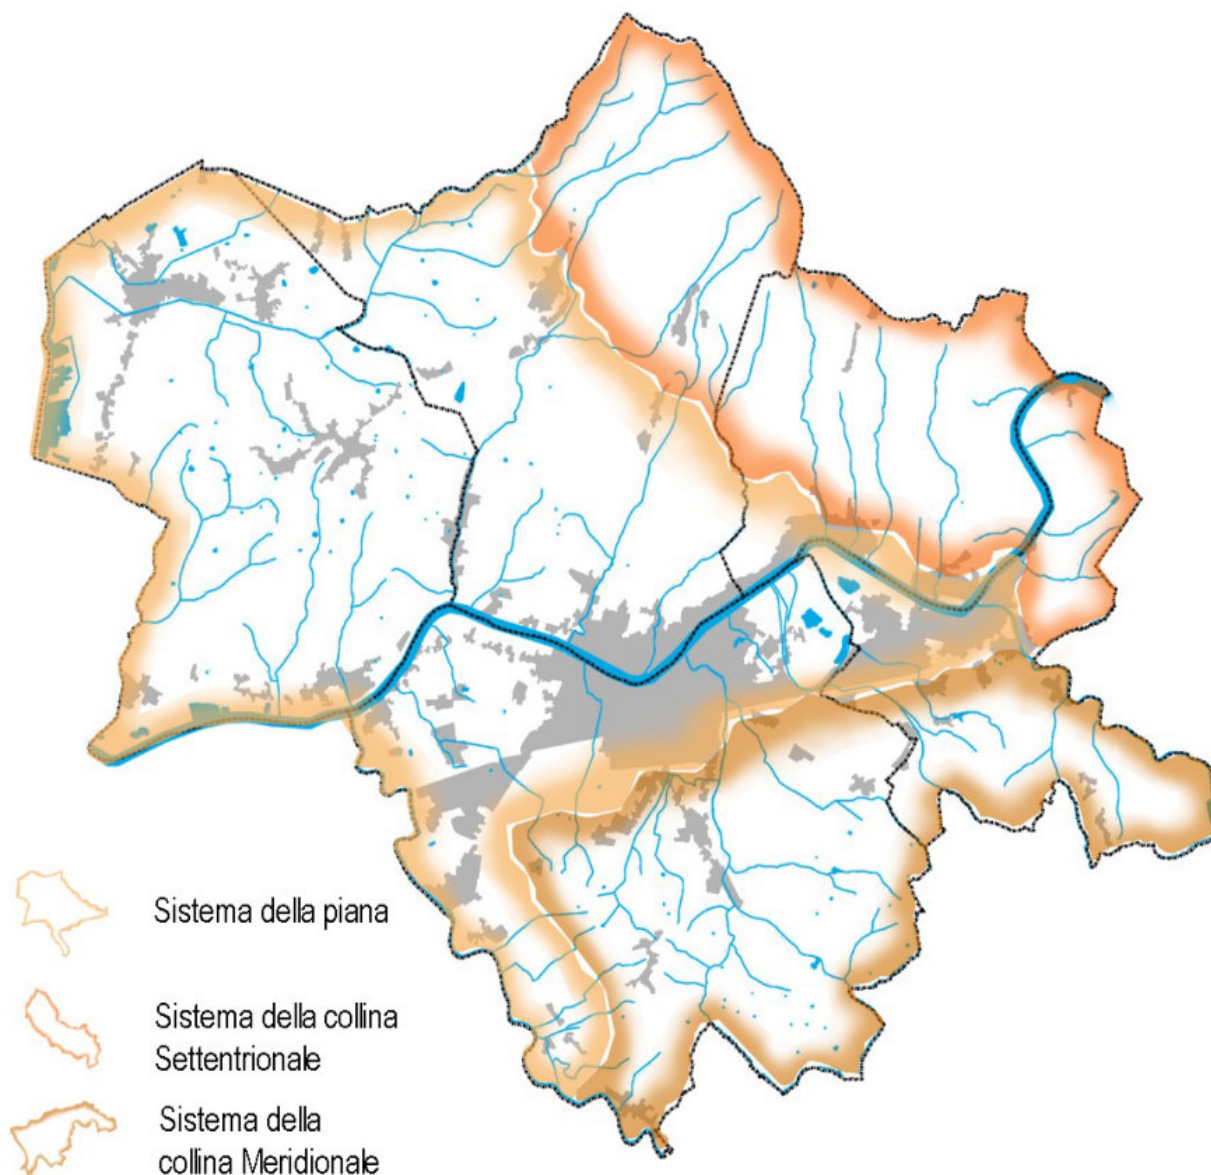 Sistema della piana
Sistema della collina
Settentrionale
Sistema della
collina Meridionale